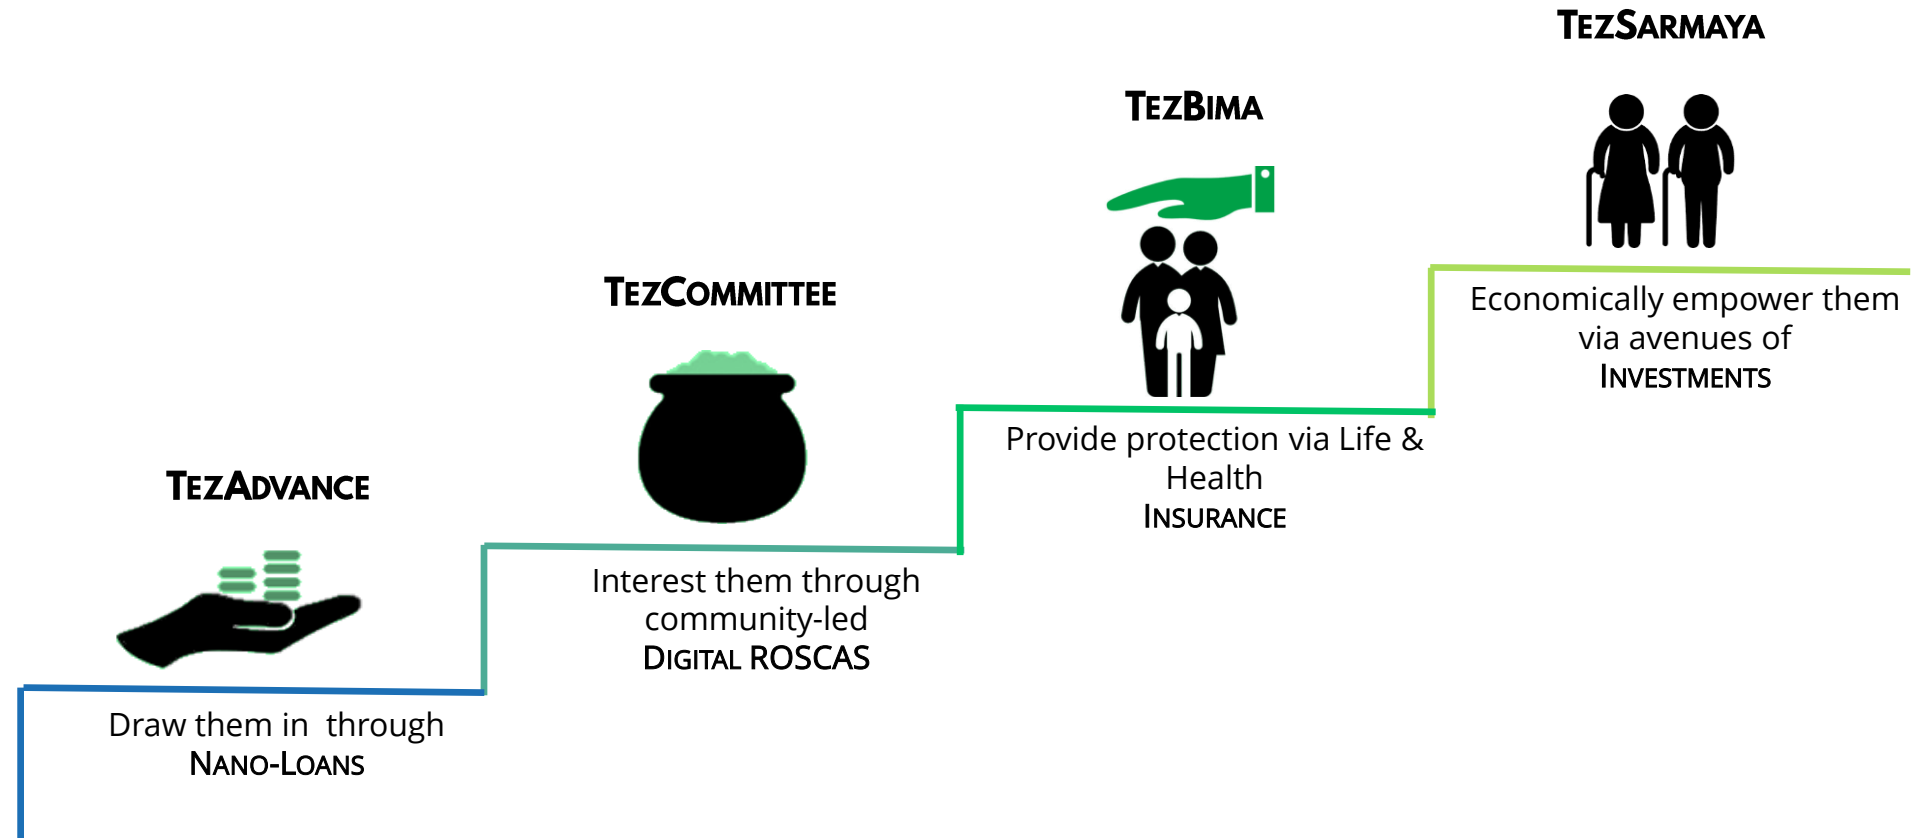 TEZADVANCE
Draw them in  through
NANO-LOANS
TEZCOMMITTEE
Interest them through
community-led
DIGITAL ROSCAS
TEZBIMA
Provide protection via Life &
Health
INSURANCE
TEZSARMAYA
Economically empower them
via avenues of
INVESTMENTS